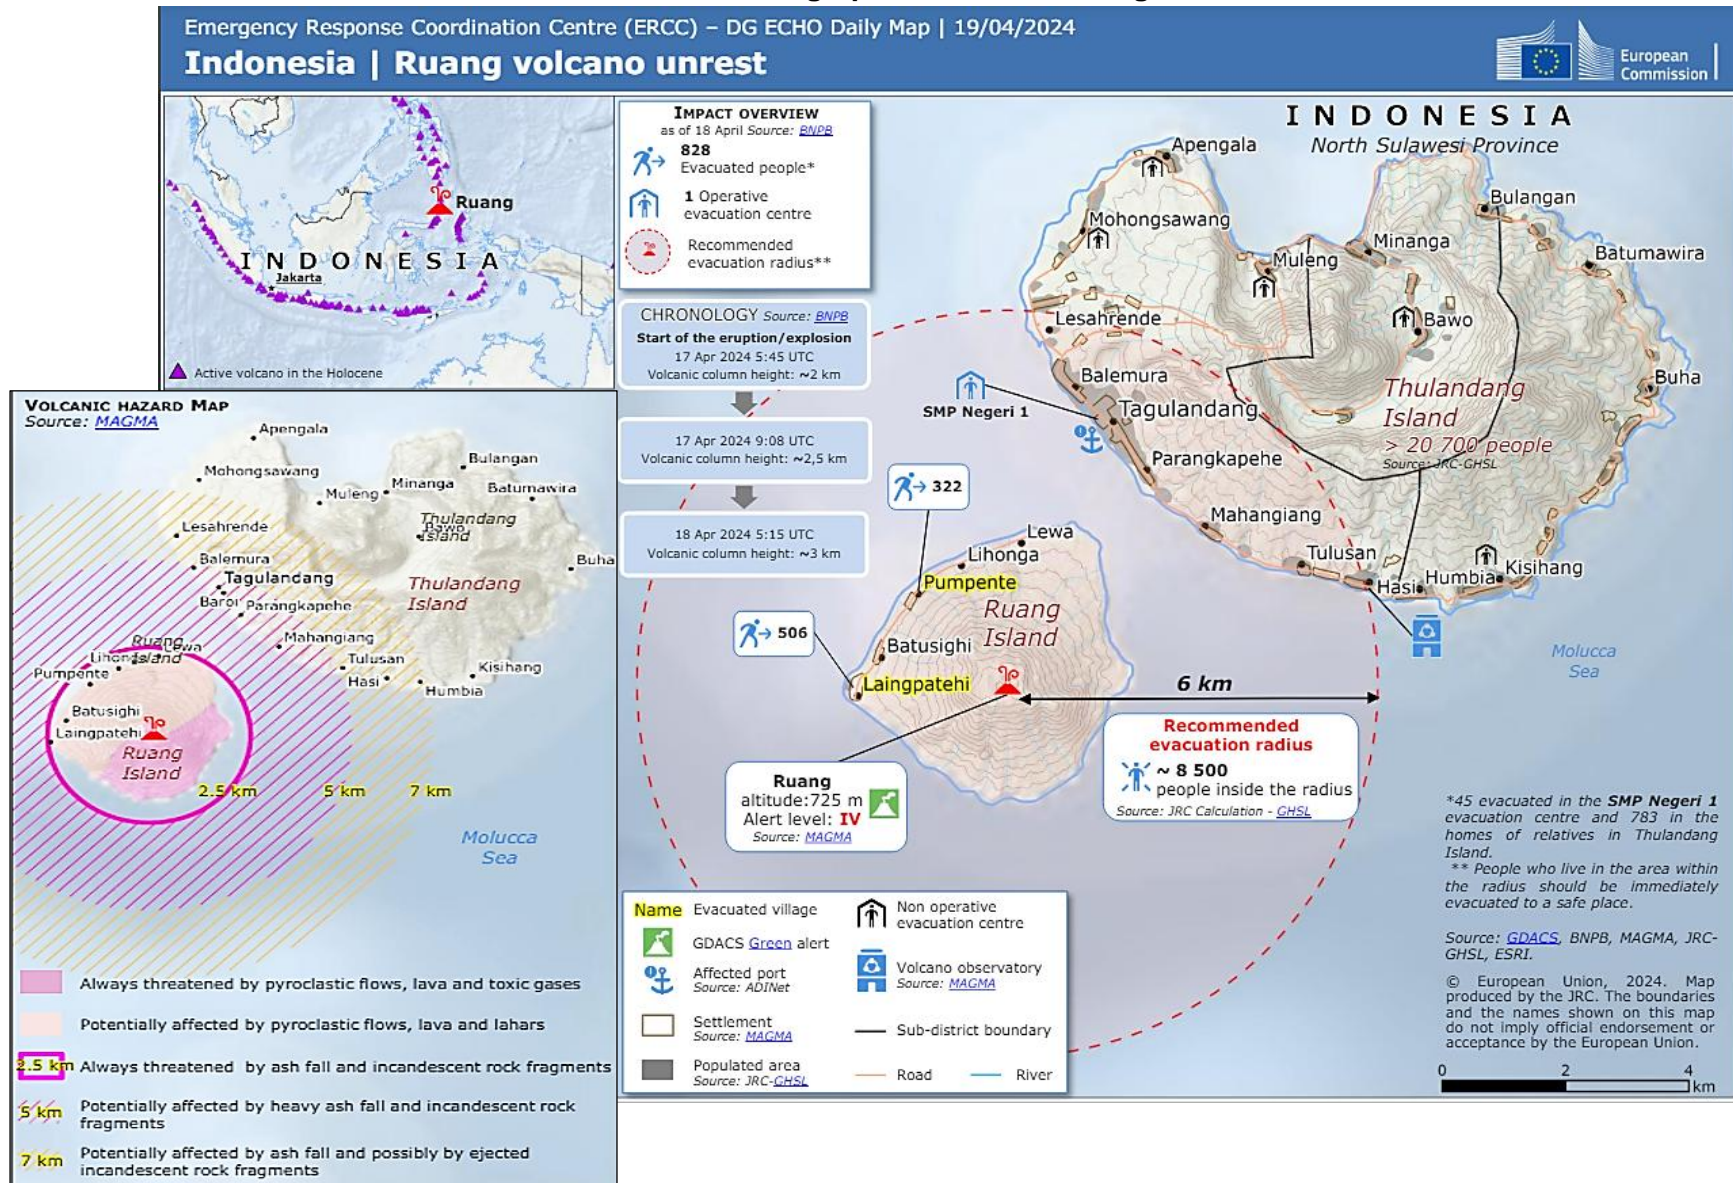 Emergency Response Coordination Centre (ERCC) – DG ECHO Daily Map | 19/04/2024
Indonesia | Ruang volcano unrest
European
Commission
Ruang
INDONESIA
Jakarta
Active volcano in the Holocene
IMPACT OVERVIEW
as of 18 April Source: BNPB
828
Evacuated people*
1 Operative
evacuation centre
Recommended
evacuation radius**
CHRONOLOGY Source: BNPB
Start of the eruption/explosion
17 Apr 2024 5:45 UTC
Volcanic column height: ~2 km
17 Apr 2024 9:08 UTC
Volcanic column height: ~2,5 km
18 Apr 2024 5:15 UTC
Volcanic column height: ~3 km
INDONESIA
North Sulawesi Province
Apengala
Mohongsawang
Muleng
Minanga
Bulangan
Batumawira
Bawo
Lesahrende
Balemura
Buha
SMP Negeri 1
Tagulandang
Thulandang
Island
> 20 700 people
Source: JRC-GHSL
Parangkapehe
322
Mahangiang
Lewa
Lihonga
Pumpente
Tulusan
Hasi
Humbia
Kisihang
Ruang
Island
506
Batusighi
Laingpatehi
Molucca
Sea
6 km
Recommended
evacuation radius
~ 8 500
people inside the radius
Source: JRC Calculation - GHSL
Ruang
altitude:725 m
Alert level: IV
Source: MAGMA
*45 evacuated in the SMP Negeri 1
evacuation centre and 783 in the
homes of relatives in Thulandang
Island.
** People who live in the area within
the radius should be immediately
evacuated to a safe place.
Source: GDACS, BNPB, MAGMA, JRC-
GHSL, ESRI.
© European Union, 2024. Map
produced by the JRC. The boundaries
and the names shown on this map
do not imply official endorsement or
acceptance by the European Union.
0 2 4
km
Name Evacuated village
GDACS Green alert
Affected port
Source: ADINet
Settlement
Source: MAGMA
Populated area
Source: JRC-GHSL
Non operative
evacuation centre
Volcano observatory
Source: MAGMA
Sub-district boundary
Road
River
VOLCANIC HAZARD MAP
Source: MAGMA
Apengala
Mohongsawang
Bulangan
Muleng
Minanga
Batumawira
Lesahrende
Thulandang
Island
Bawo
Balemura
Buha
Tagulandang
Thulandang
Island
Parangkapehe
Mahangiang
Ruang
Island
Lewa
Tulusan
Pumpente
Hasi
Kisihang
Humbia
Batusighi
Laingpatehi
Ruang
Island
2.5 km
5 km
7 km
Molucca
Sea
Always threatened by pyroclastic flows, lava and toxic gases
Potentially affected by pyroclastic flows, lava and lahars
2.5 km Always threatened by ash fall and incandescent rock fragments
5 km Potentially affected by heavy ash fall and incandescent rock
fragments
7 km Potentially affected by ash fall and possibly by ejected
incandescent rock fragments